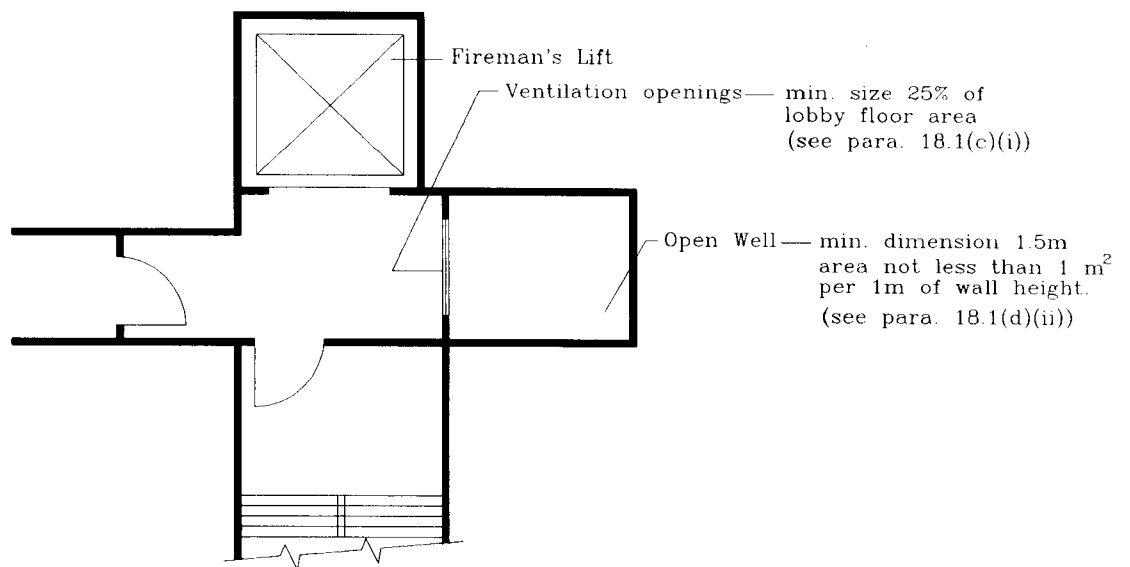 Fireman's Lift
Ventilation openings — min. size 25% of
lobby floor area
(see para. 18.1(c)(i))
Open Well — min. dimension 1.5m
area not less than 1 m²
per 1m of wall height.
(see para. 18.1(d)(ii))